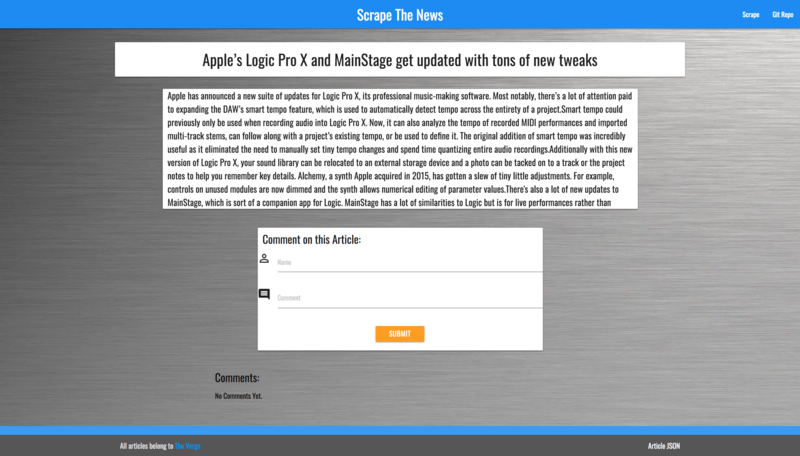 Scrape The News
Scrape
Git Repo
Apple's Logic Pro X and MainStage get updated with tons of new tweaks
Apple has announced a new suite of updates for Logic Pro X, its professional music-making software. Most notably, there's a lot of attention paid
to expanding the DAW's smart tempo feature, which is used to automatically detect tempo across the entirety of a project.Smart tempo could
previously only be used when recording audio into Logic Pro X. Now, it can also analyze the tempo of recorded MIDI performances and imported
multi-track stems, can follow along with a project's existing tempo, or be used to define it. The original addition of smart tempo was incredibly
useful as it eliminated the need to manually set tiny tempo changes and spend time quantizing entire audio recordings.Additionally with this new
version of Logic Pro X, your sound library can be relocated to an external storage device and a photo can be tacked on to a track or the project
notes to help you remember key details. Alchemy, a synth Apple acquired in 2015, has gotten a slew of tiny little adjustments. For example,
controls on unused modules are now dimmed and the synth allows numerical editing of parameter values.There's also a lot of new updates to
MainStage, which is sort of a companion app for Logic. MainStage has a lot of similarities to Logic but is for live performances rather than
Comment on this Article:
Name
Comment
SUBMIT
Comments:
No Comments Yet.
All articles belong to The Verge
Article JSON